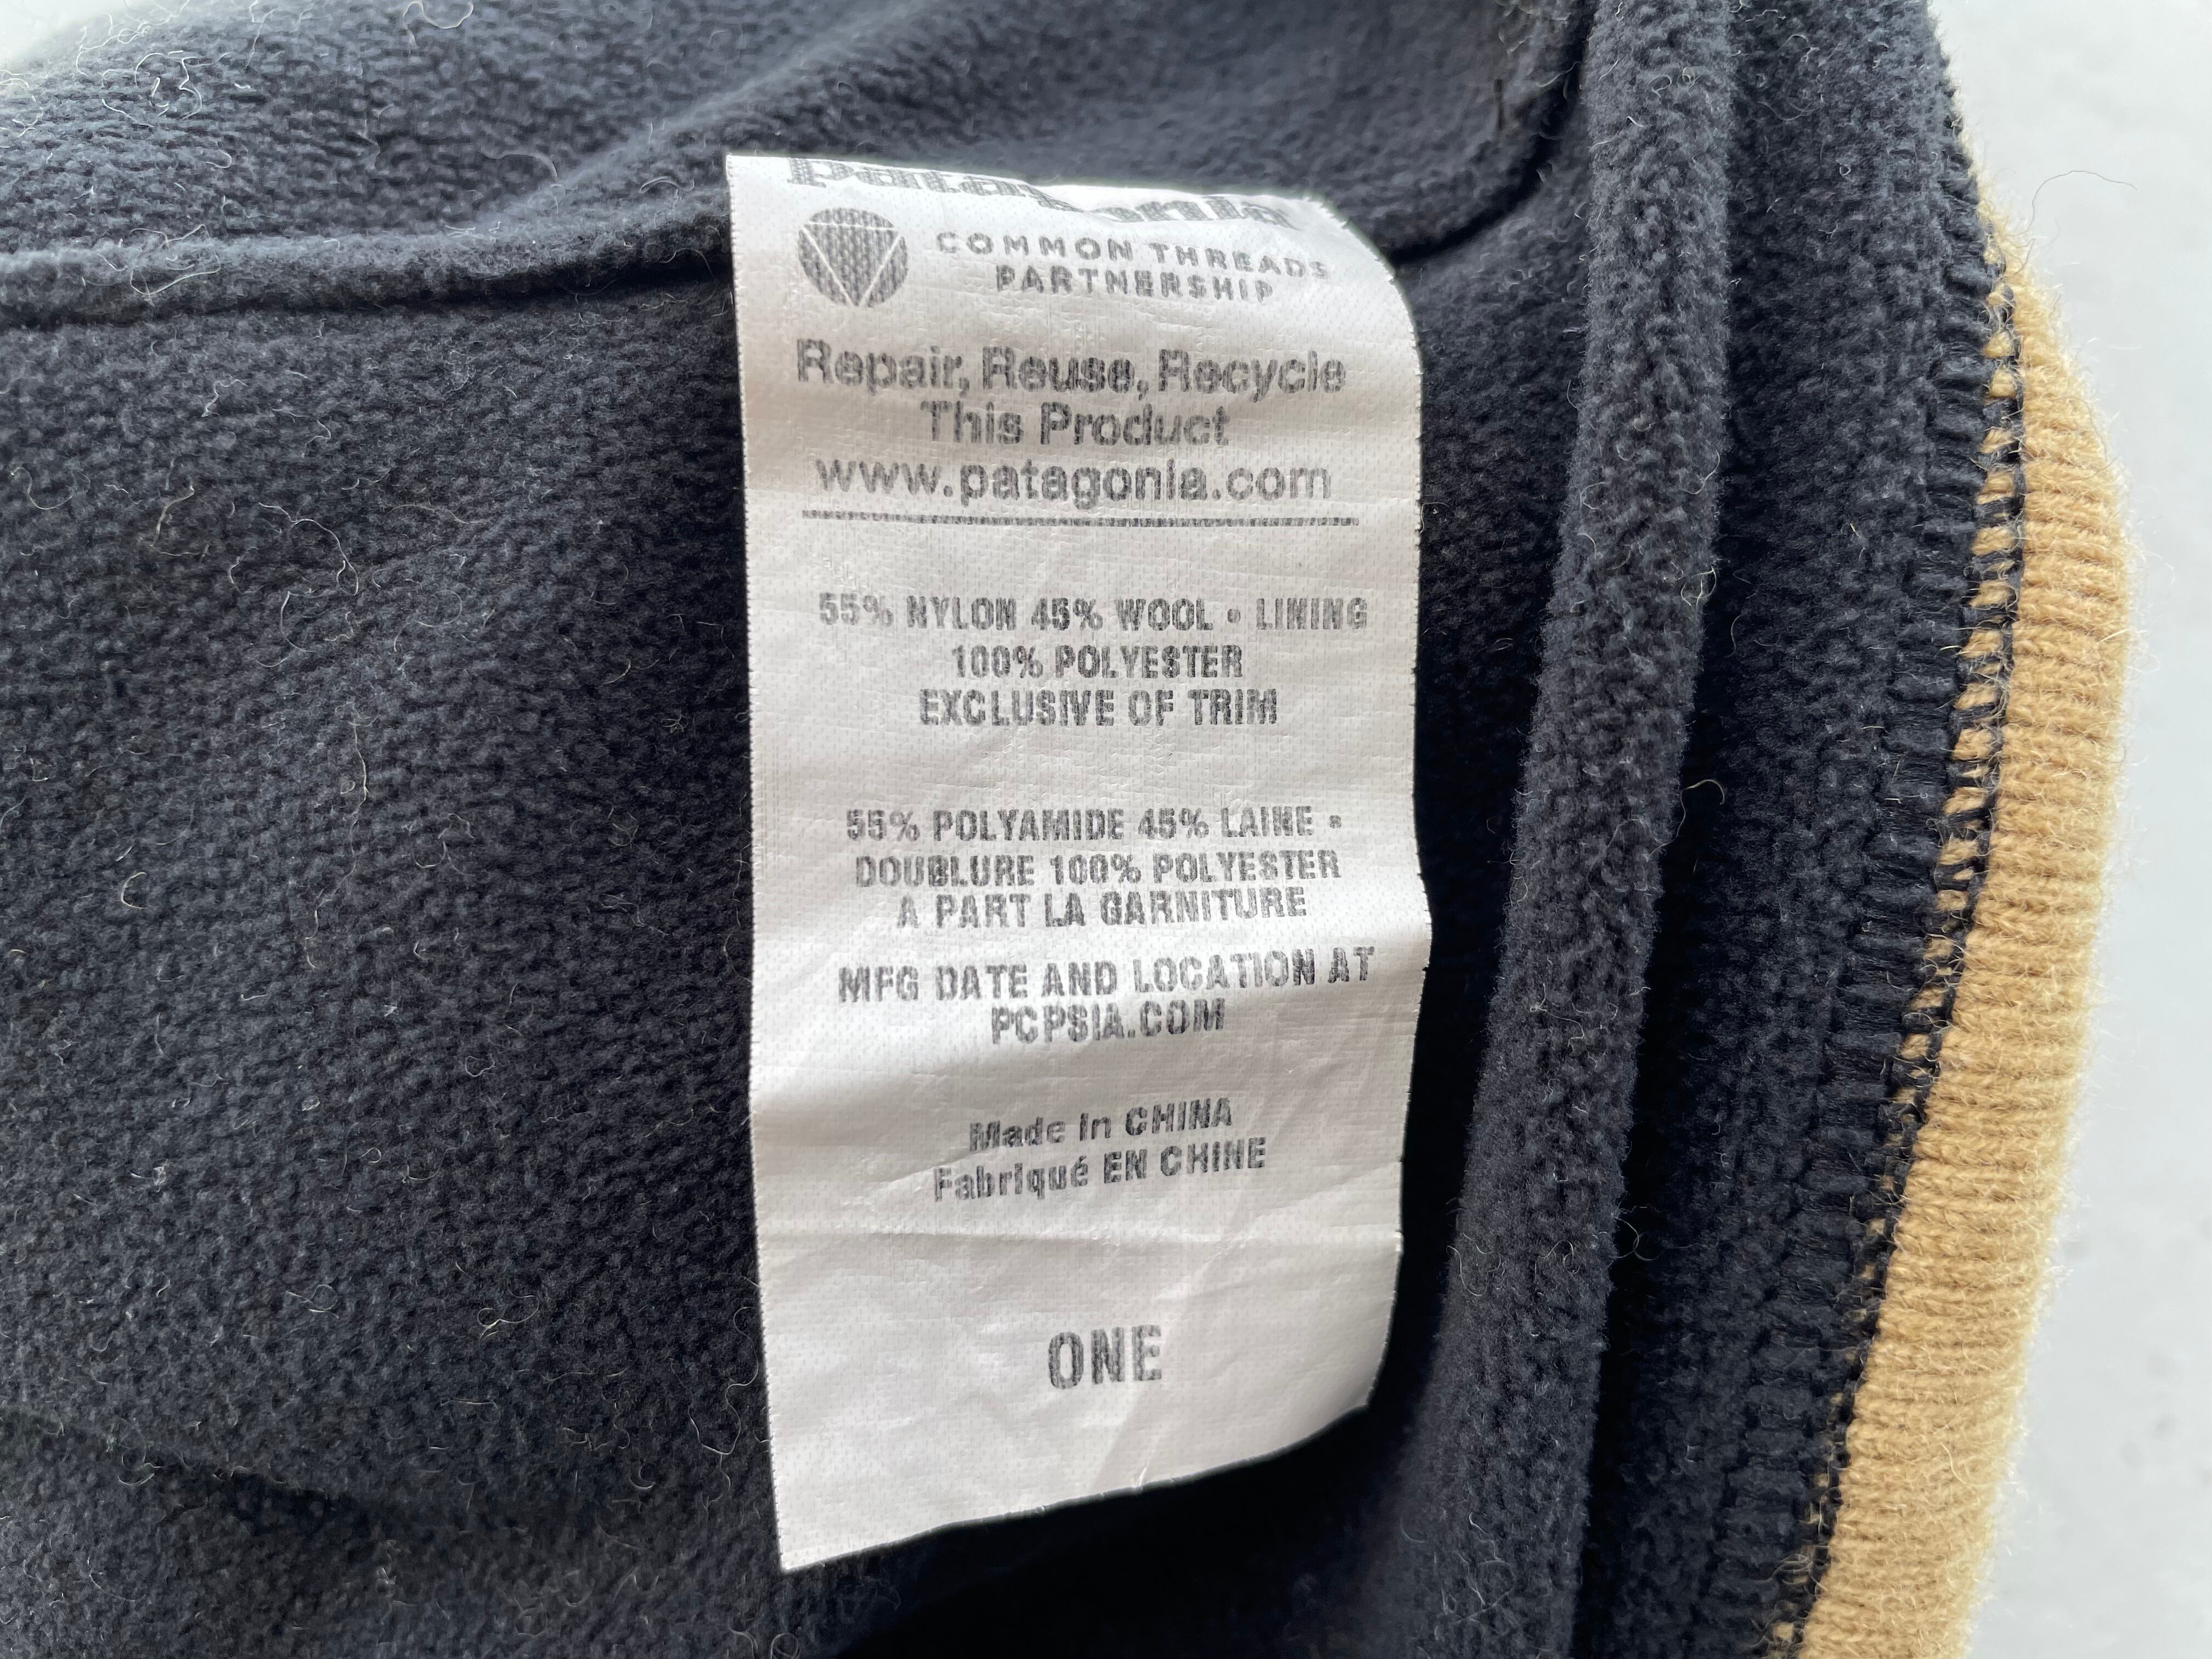 patagonia
COMMON THREADS
PARTNERSHIP
Repair, Reuse, Recycle
This Product
www.patagonia.com
55% NYLON 45% WOOL • LINING
100% POLYESTER
EXCLUSIVE OF TRIM
55% POLYAMIDE 45% LAINE •
DOUBLURE 100% POLYESTER
A PART LA GARNITURE
MFG DATE AND LOCATION AT
PCPSIA.COM
Made in CHINA
Fabriqué EN CHINE
ONE